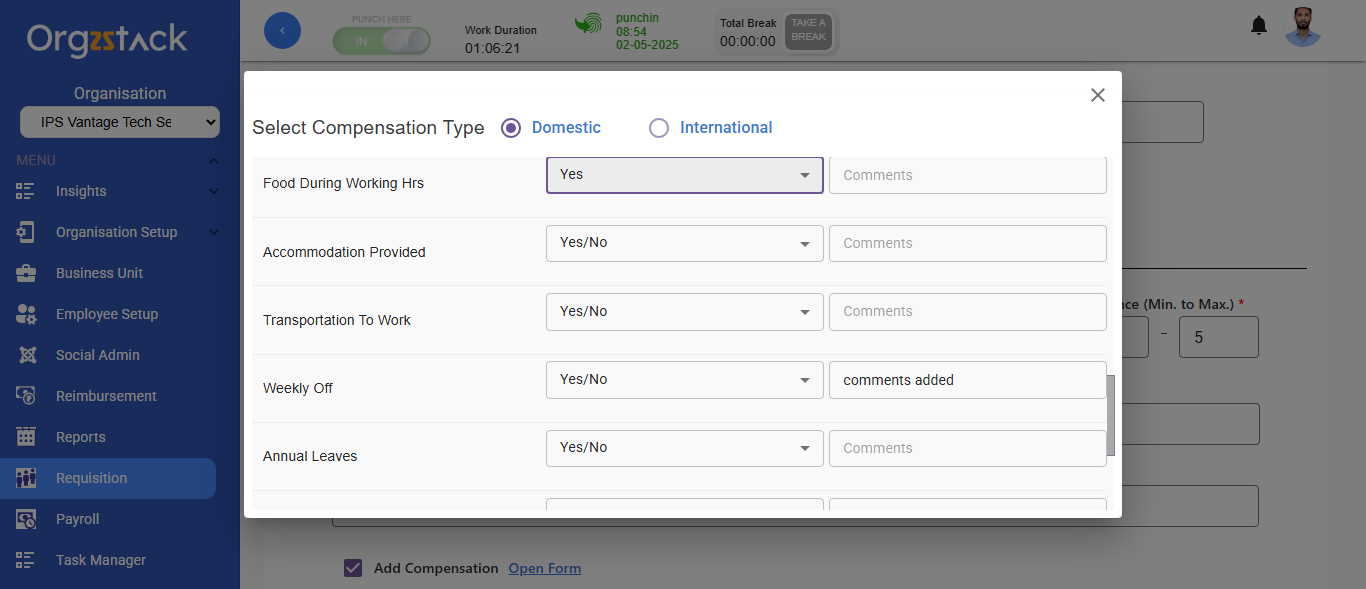 Orgzstack
Organisation
IPS Vantage Tech Se
MENU
Insights
Organisation Setup
Business Unit
Employee Setup
Social Admin
Reimbursement
Reports
Requisition
Payroll
Task Manager
PUNCH HERE
IN
Work Duration
01:06:21
punchin
08:54
02-05-2025
Total Break
00:00:00
TAKE A
BREAK
Select Compensation Type
Domestic
International
Food During Working Hrs
Yes
Comments
Accommodation Provided
Yes/No
Comments
Transportation To Work
Yes/No
Comments
Weekly Off
Yes/No
comments added
Annual Leaves
Yes/No
Comments
(Min. to Max.) *
- 5
Add Compensation Open Form